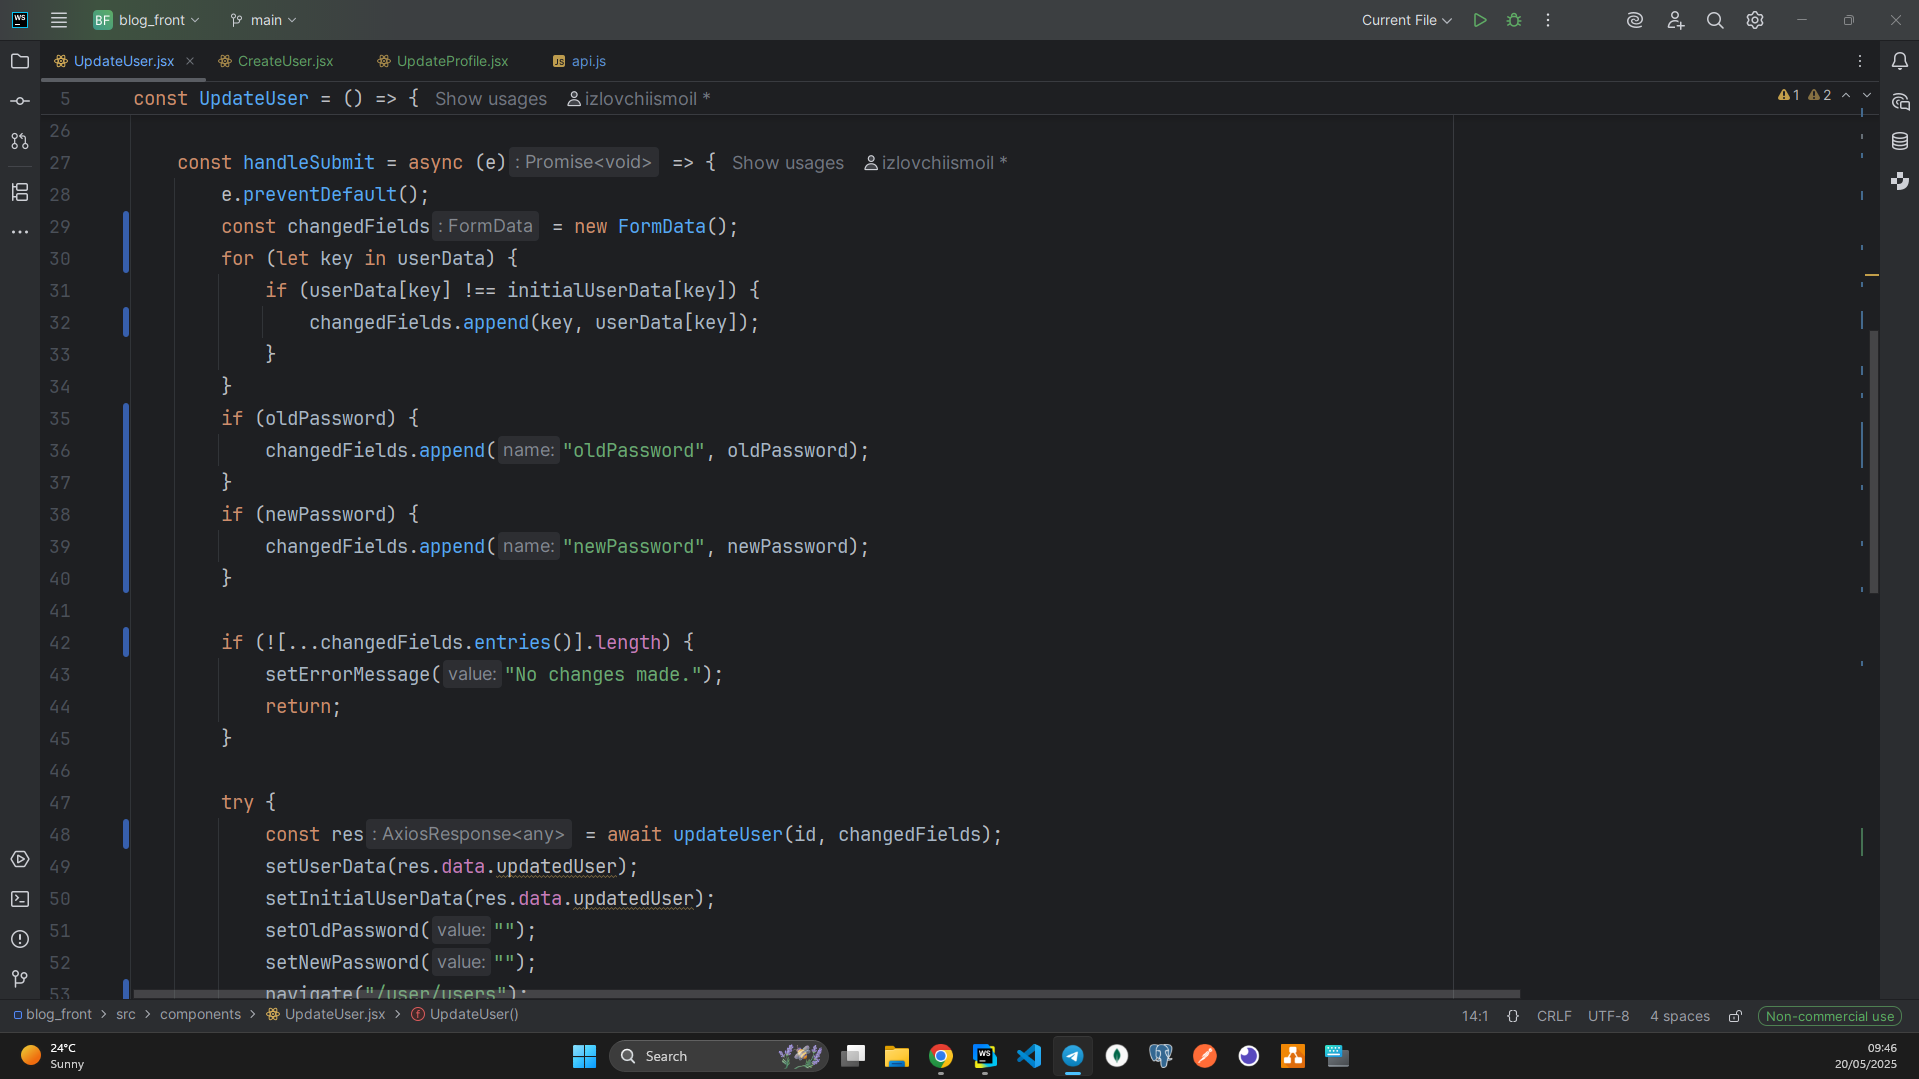 WS BF blog_front main Current File
UpdateUser.jsx CreateUser.jsx UpdateProfile.jsx JS api.js
5 const UpdateUser = () => { Show usages izlovchiismoil * 1 2
26
27 const handleSubmit = async (e) : Promise<void> => { Show usages izlovchiismoil *
28 e.preventDefault();
29 const changedFields : FormData = new FormData();
30 for (let key in userData) {
31 if (userData[key] !== initialUserData[key]) {
32 changedFields.append(key, userData[key]);
33 }
34 }
35 if (oldPassword) {
36 changedFields.append( name: "oldPassword", oldPassword);
37 }
38 if (newPassword) {
39 changedFields.append( name: "newPassword", newPassword);
40 }
41
42 if (![...changedFields.entries()].length) {
43 setErrorMessage( value: "No changes made.");
44 return;
45 }
46
47 try {
48 const res : AxiosResponse<any> = await updateUser(id, changedFields);
49 setUserData(res.data.updatedUser);
50 setInitialUserData(res.data.updatedUser);
51 setOldPassword( value: "");
52 setNewPassword( value: "");
53 navigate("/user/users");
blog_front > src > components > UpdateUser.jsx > UpdateUser() 14:1 {} CRLF UTF-8 4 spaces Non-commercial use
24°C
Sunny
Search
WS
09:46
20/05/2025